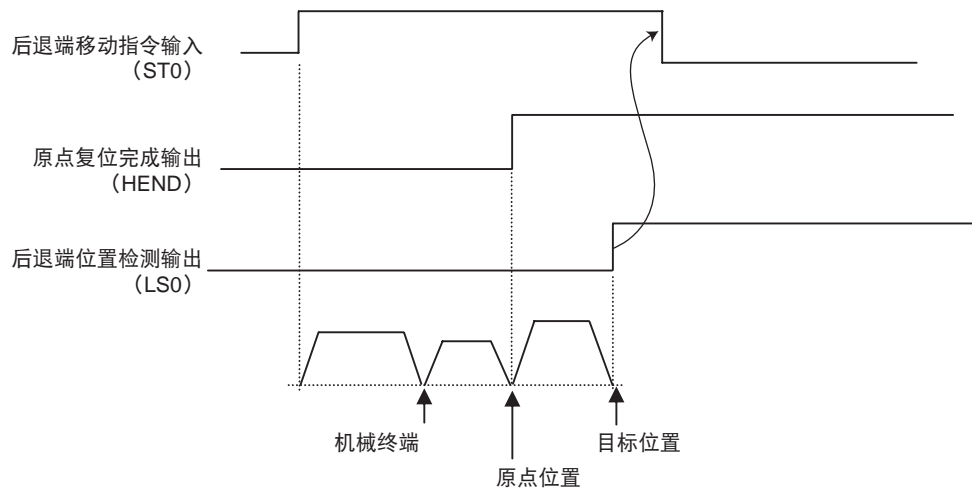 后退端移动指令输入
（ST0）
原点复位完成输出
（HEND）
后退端位置检测输出
（LS0）
机械终端
目标位置
原点位置